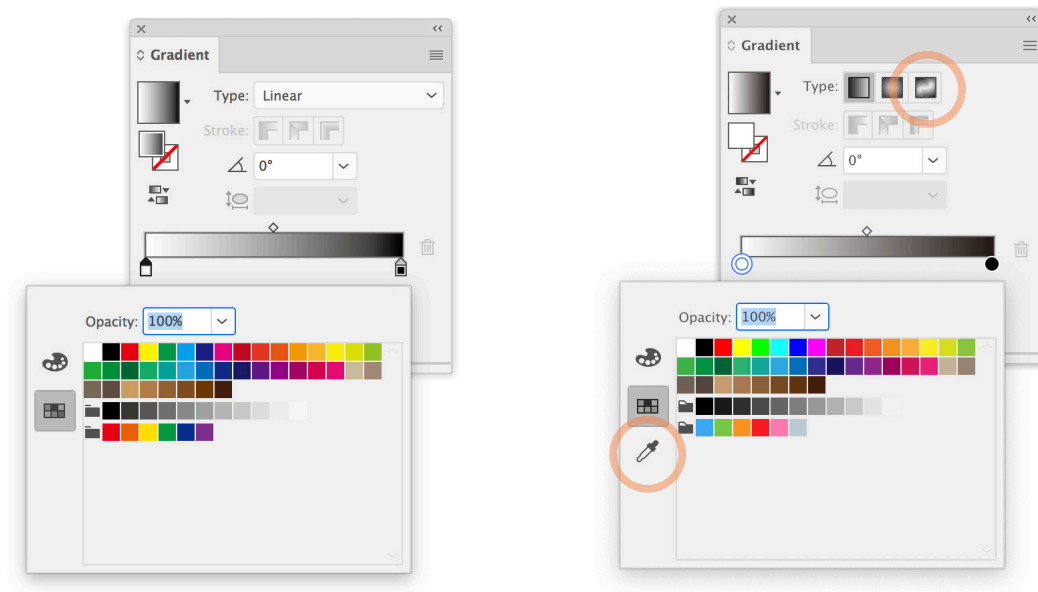 Gradient
Type: Linear
Stroke:
0°
Opacity: 100%
Gradient
Type:
Stroke:
0°
Opacity: 100%